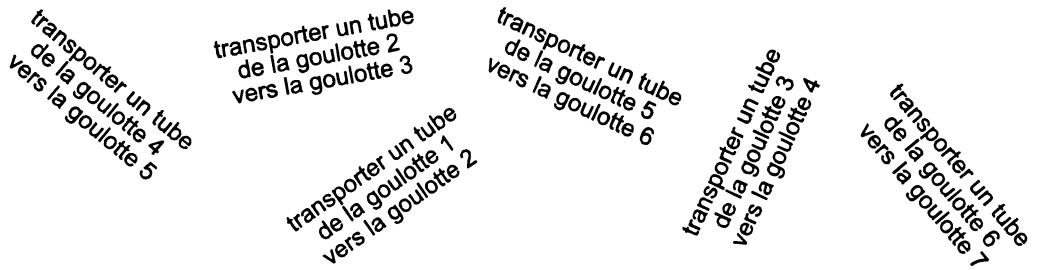 transporter un tube
de la goulotte 4
vers la goulotte 5
transporter un tube
de la goulotte 2
vers la goulotte 3
transporter un tube
de la goulotte 1
vers la goulotte 2
transporter un tube
de la goulotte 5
vers la goulotte 6
transporter un tube
de la goulotte 3
vers la goulotte 4
transporter un tube
de la goulotte 6
vers la goulotte 7